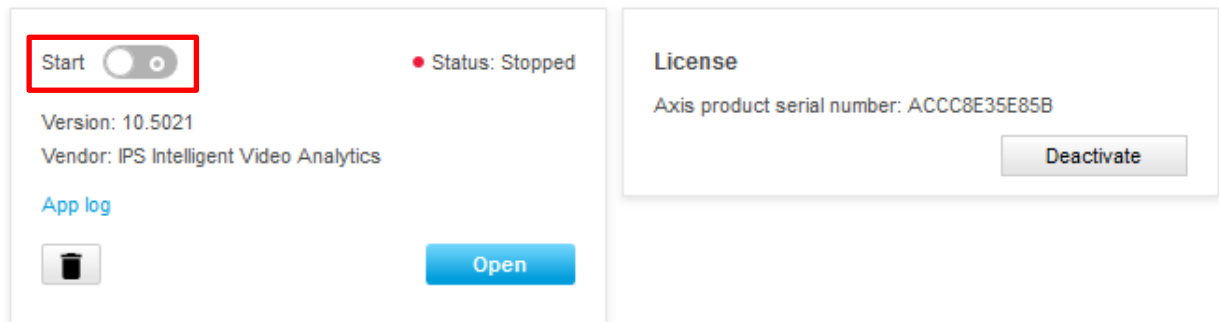 Start
Status: Stopped
Version: 10.5021
Vendor: IPS Intelligent Video Analytics
App log
Open
License
Axis product serial number: ACCC8E35E85B
Deactivate